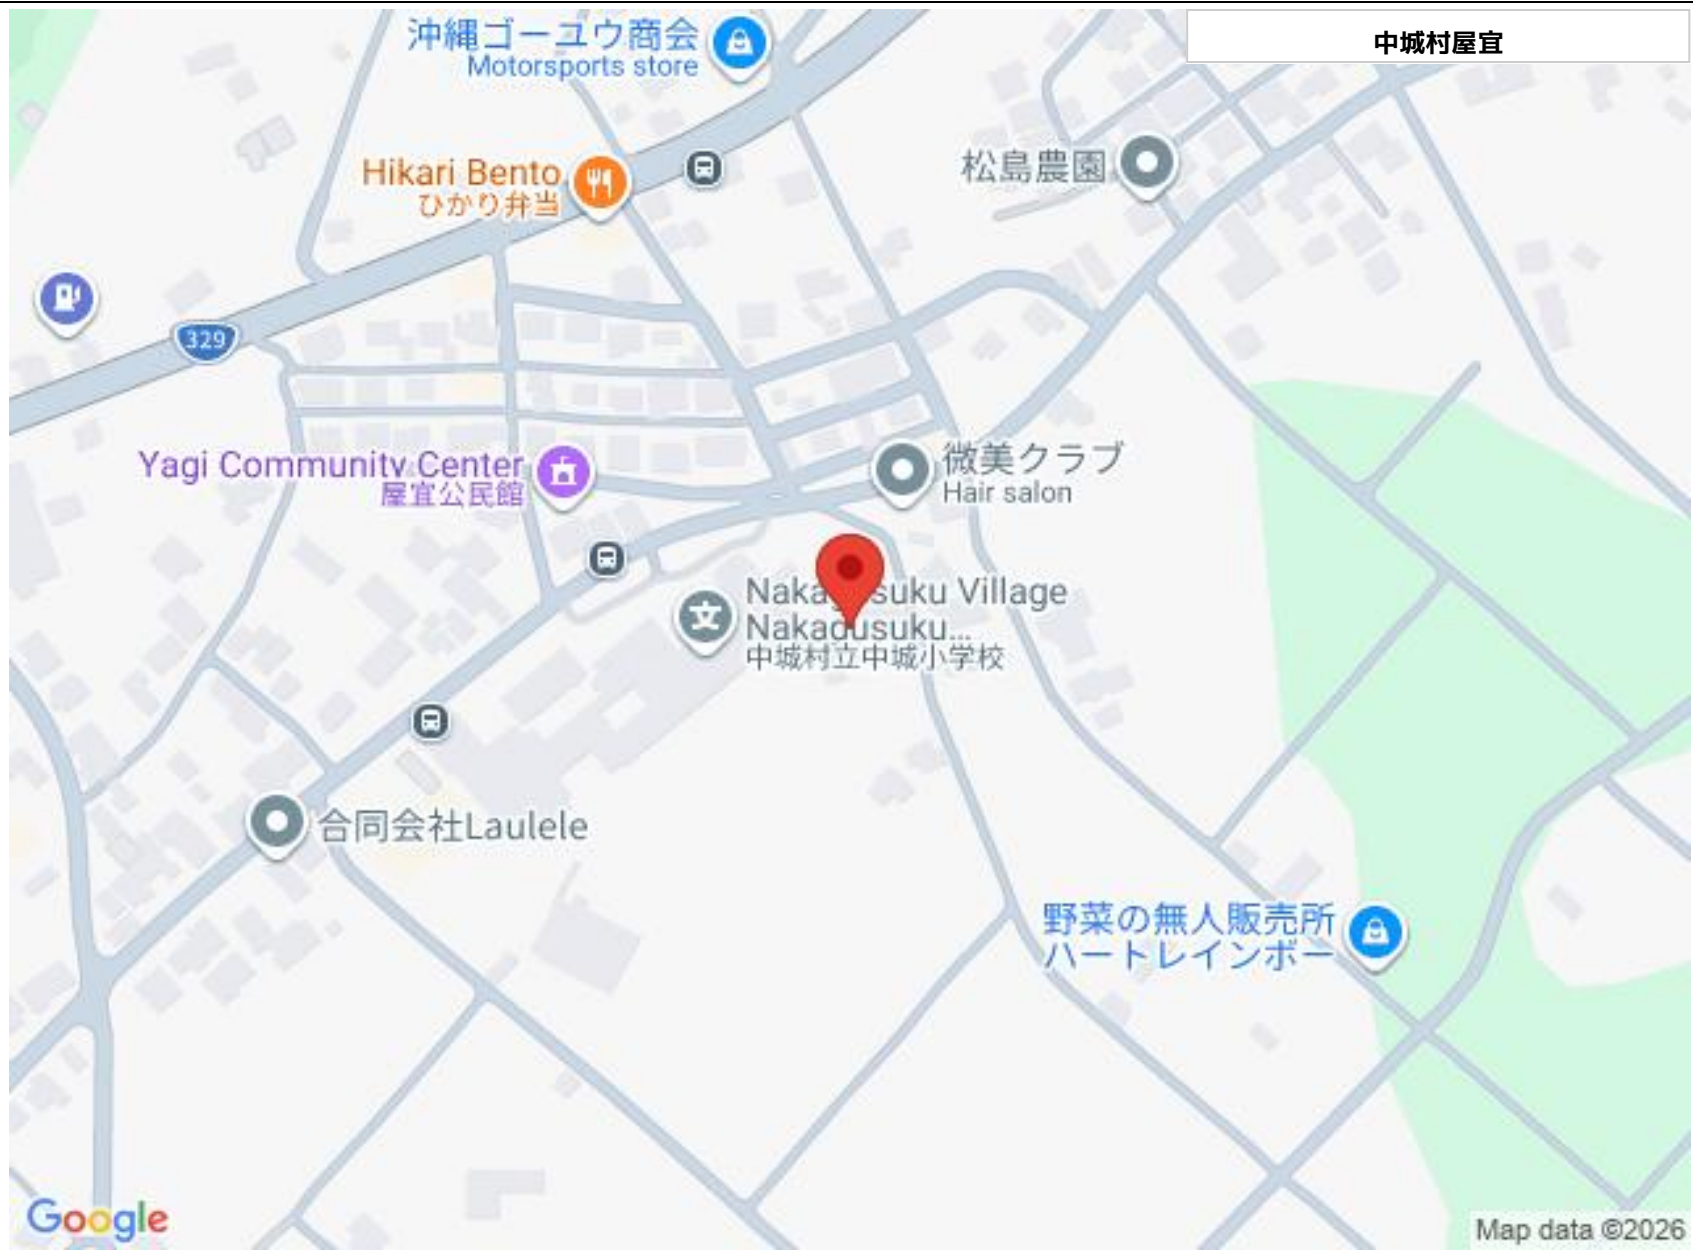 沖縄ゴーユウ商会
Motorsports store
中城村屋宜
Hikari Bento
ひかり弁当
松島農園
329
Yagi Community Center
屋宜公民館
微美クラブ
Hair salon
文
Nakagusuku Village
Nakagusuku...
中城村立中城小学校
合同会社Laulele
野菜の無人販売所
ハートレインボー
Google
Map data ©2026